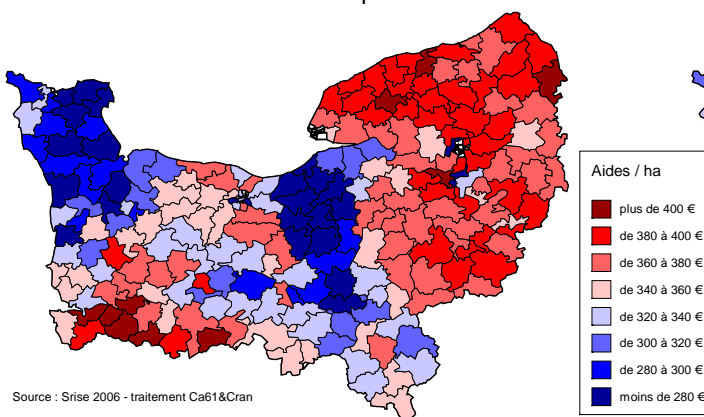 Aides / ha
plus de 400 €
de 380 à 400 €
de 360 à 380 €
de 340 à 360 €
de 320 à 340 €
de 300 à 320 €
de 280 à 300 €
moins de 280 €
Source : Srise 2006 - traitement Ca61&Cran